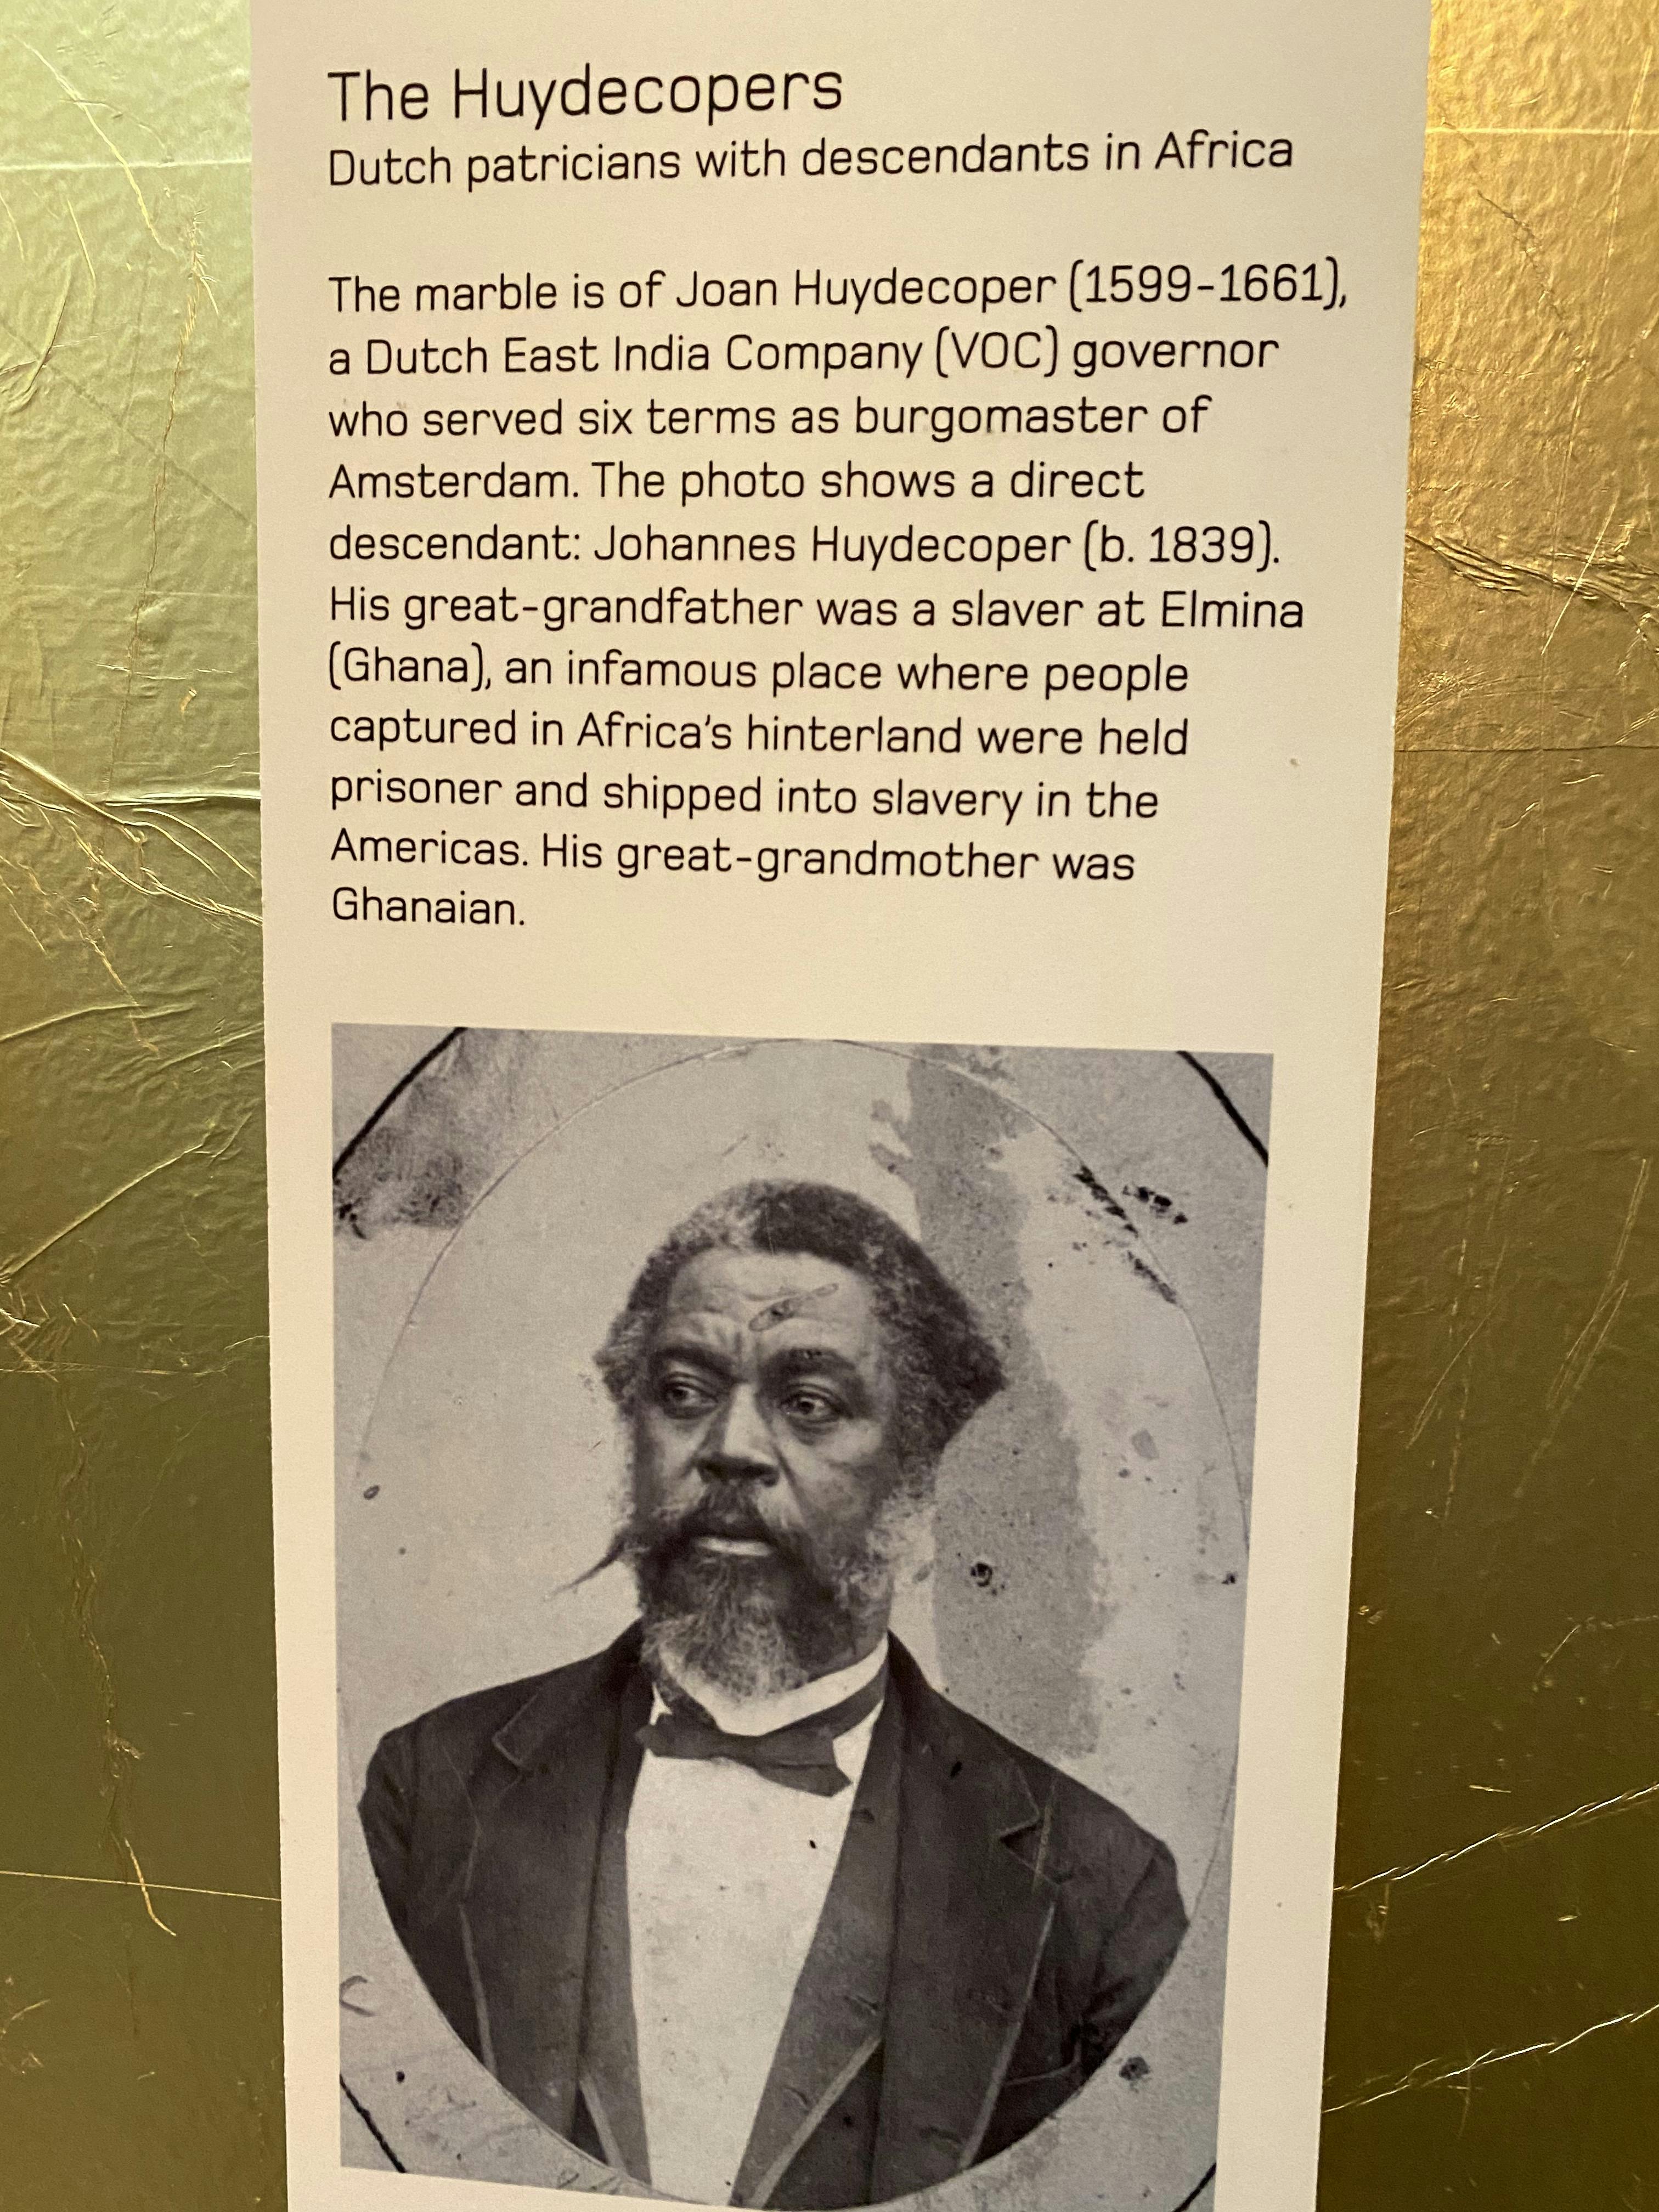 The Huydecopers
Dutch patricians with descendants in Africa
The marble is of Joan Huydecoper (1599-1661),
a Dutch East India Company (VOC) governor
who served six terms as burgomaster of
Amsterdam. The photo shows a direct
descendant: Johannes Huydecoper (b. 1839).
His great-grandfather was a slaver at Elmina
(Ghana), an infamous place where people
captured in Africa's hinterland were held
prisoner and shipped into slavery in the
Americas. His great-grandmother was
Ghanaian.